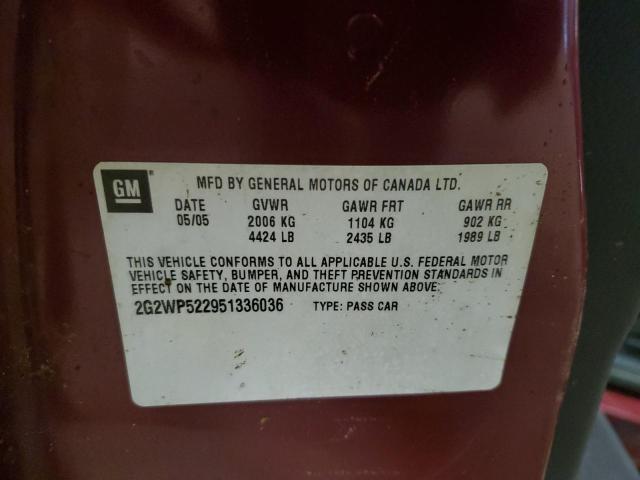 GM
MFD BY GENERAL MOTORS OF CANADA LTD.
DATE GVWR GAWR FRT GAWR RR
05/05 2006 KG 1104 KG 902 KG
4424 LB 2435 LB 1989 LB
THIS VEHICLE CONFORMS TO ALL APPLICABLE U.S. FEDERAL MOTOR
VEHICLE SAFETY, BUMPER, AND THEFT PREVENTION STANDARDS IN
EFFECT ON THE DATE OF MANUFACTURE SHOWN ABOVE.
2G2WP522951336036 TYPE: PASS CAR